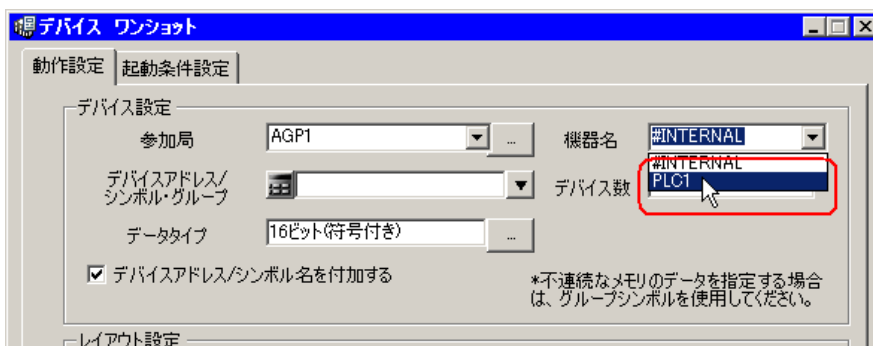 デバイス ワンショット
動作設定 起動条件設定
デバイス設定
参加局 AGP1 ... 機器名 #INTERNAL
#INTERNAL
PLC1
デバイスアドレス/
シンボル・グループ
デバイス数
データタイプ 16ビット(符号付き) ...
デバイスアドレス/シンボル名を付加する
*不連続なメモリのデータを指定する場合
は、グループシンボルを使用してください。
レイアウト設定